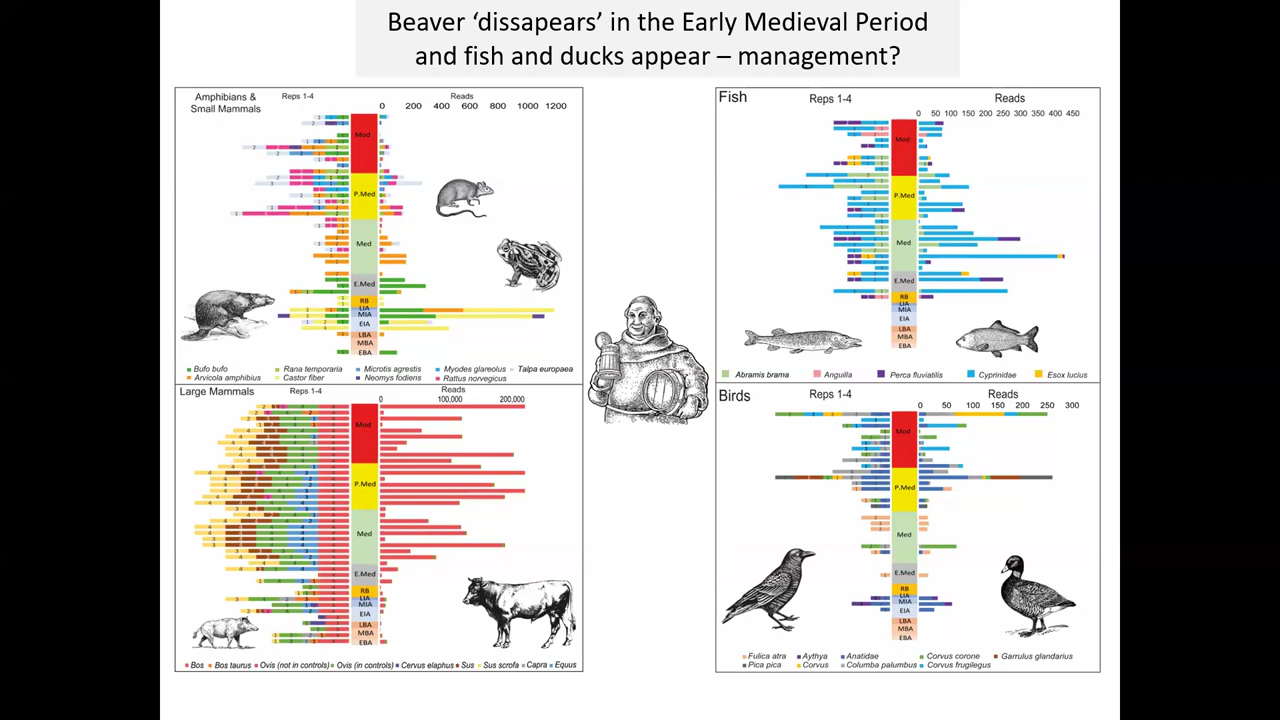 Beaver ‘dissapears’ in the Early Medieval Period
and fish and ducks appear – management?
Amphibians &
Small Mammals
Reps 1-4
Reads
0 200 400 600 800 1000 1200
Mod
P.Med
Med
E.Med
RB
LIA
MIA
EIA
LBA
MBA
EBA
Bufo bufo Rana temporaria Microtis agrestis Myodes glareolus Talpa europaea
Arvicola amphibius Castor fiber Neomys fodiens Rattus norvegicus
Large Mammals Reps 1-4 Reads
0 100,000 200,000
Mod
P.Med
Med
E.Med
RB
LIA
MIA
EIA
LBA
MBA
EBA
Bos Bos taurus Ovis (not in controls) Ovis (in controls) Cervus elaphus Sus Sus scrofa Capra Equus
Fish Reps 1-4 Reads
0 50 100 150 200 250 300 350 400 450
Mod
P.Med
Med
E.Med
RB
LIA
MIA
EIA
LBA
MBA
EBA
Abramis brama Anguilla Perca fluviatilis Cyprinidae Esox lucius
Birds Reps 1-4 Reads
0 50 100 150 200 250 300
Mod
P.Med
Med
E.Med
RB
LIA
MIA
EIA
LBA
MBA
EBA
Fulica atra Aythya Anatidae Corvus corone Garrulus glandarius
Pica pica Corvus Columba palumbus Corvus frugilegus